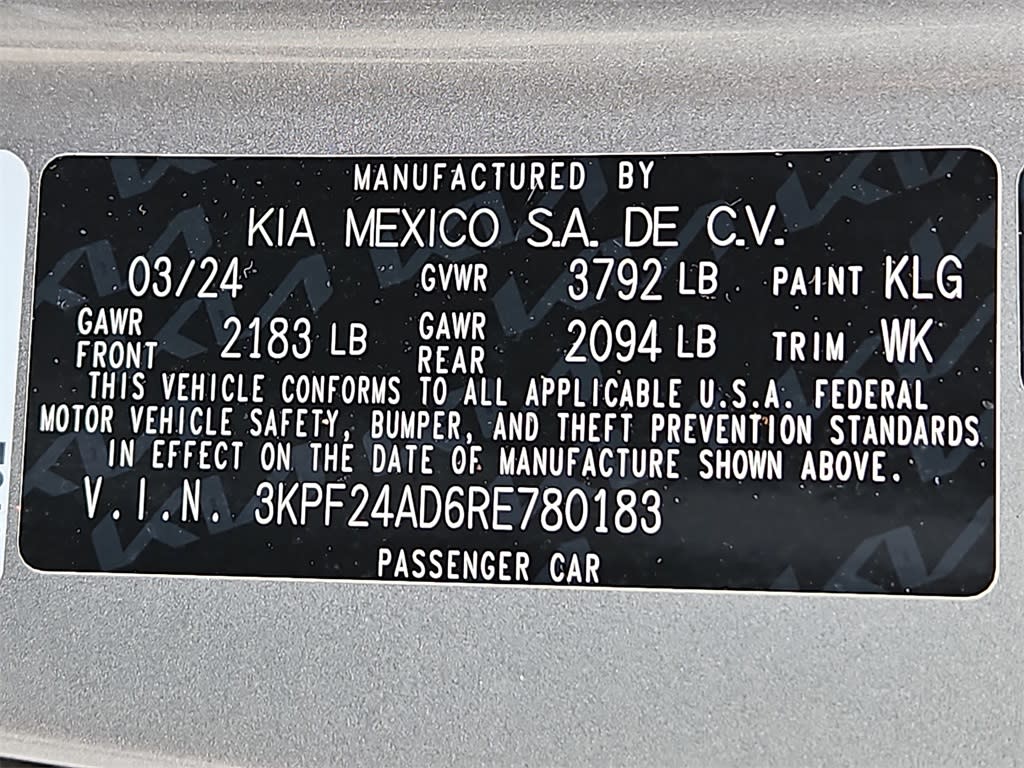 MANUFACTURED BY
KIA MEXICO S.A. DE C.V.
03/24 GVWR 3792 LB PAINT KLG
GAWR FRONT 2183 LB GAWR REAR 2094 LB TRIM WK
THIS VEHICLE CONFORMS TO ALL APPLICABLE U.S.A. FEDERAL
MOTOR VEHICLE SAFETY, BUMPER, AND THEFT PREVENTION STANDARDS
IN EFFECT ON THE DATE OF MANUFACTURE SHOWN ABOVE.
V.I.N. 3KPF24AD6RE780183
PASSENGER CAR